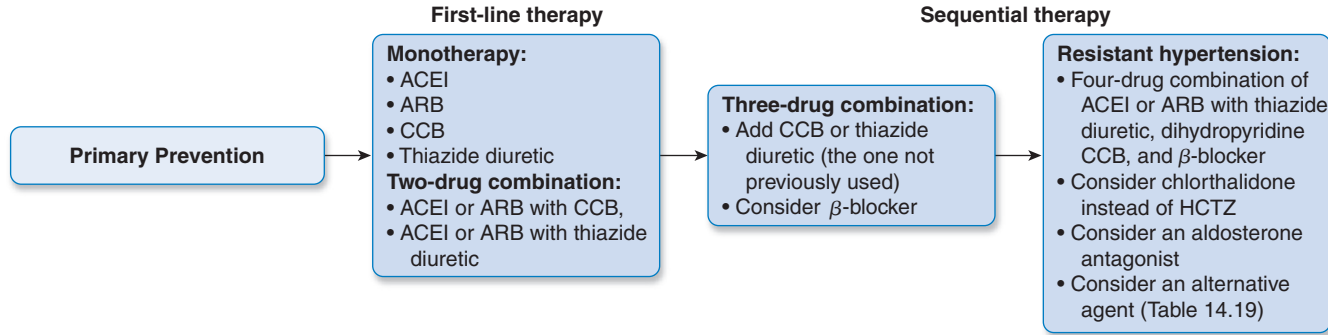 First-line therapy
Sequential therapy
Primary Prevention
Monotherapy:
• ACEI
• ARB
• CCB
• Thiazide diuretic
Two-drug combination:
• ACEI or ARB with CCB,
• ACEI or ARB with thiazide
diuretic
Three-drug combination:
• Add CCB or thiazide
diuretic (the one not
previously used)
• Consider β-blocker
Resistant hypertension:
• Four-drug combination of
ACEI or ARB with thiazide
diuretic, dihydropyridine
CCB, and β-blocker
• Consider chlorthalidone
instead of HCTZ
• Consider an aldosterone
antagonist
• Consider an alternative
agent (Table 14.19)